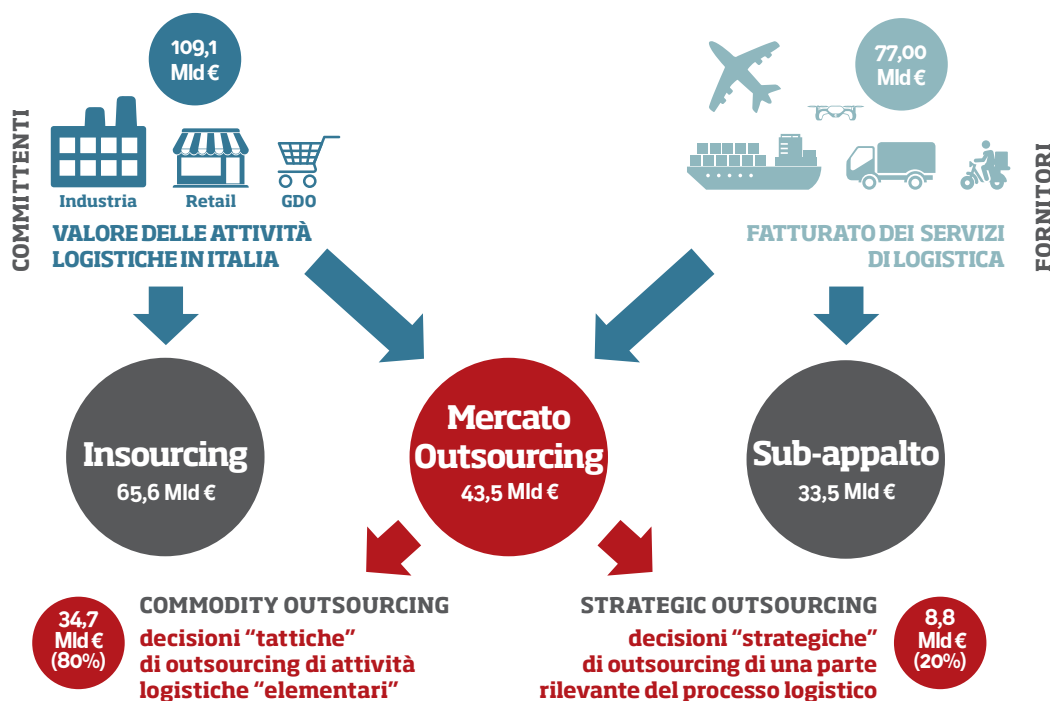 COMMITTENTI
109,1
Mld €
Industria
Retail
GDO
VALORE DELLE ATTIVITÀ
LOGISTICHE IN ITALIA
77,00
Mld €
FATTURATO DEI SERVIZI
DI LOGISTICA
FORNITORI
Insourcing
65,6 Mld €
Mercato
Outsourcing
43,5 Mld €
Sub-appalto
33,5 Mld €
34,7
Mld €
(80%)
COMMODITY OUTSOURCING
decisioni “tattiche”
di outsourcing di attività
logistiche “elementari”
STRATEGIC OUTSOURCING
decisioni “strategiche”
di outsourcing di una parte
rilevante del processo logistico
8,8
Mld €
(20%)